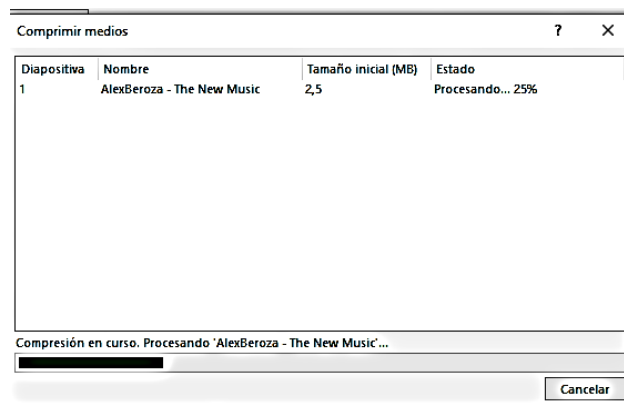 Comprimir medios ? ×
Diapositiva Nombre Tamaño inicial (MB) Estado
1 AlexBeroza - The New Music 2,5 Procesando... 25%
Compresión en curso. Procesando 'AlexBeroza - The New Music'...
Cancelar